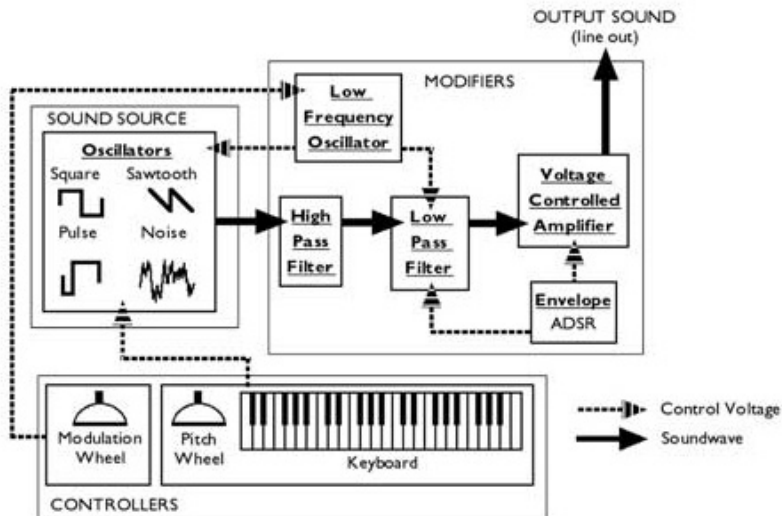 OUTPUT SOUND
(line out)
MODIFIERS
Low
Frequency
Oscillator
SOUND SOURCE
Oscillators
Square Sawtooth
Pulse Noise
High
Pass
Filter
Low
Pass
Filter
Voltage
Controlled
Amplifier
Envelope
ADSR
Modulation
Wheel
Pitch
Wheel
Keyboard
CONTROLLERS
Control Voltage
Soundwave